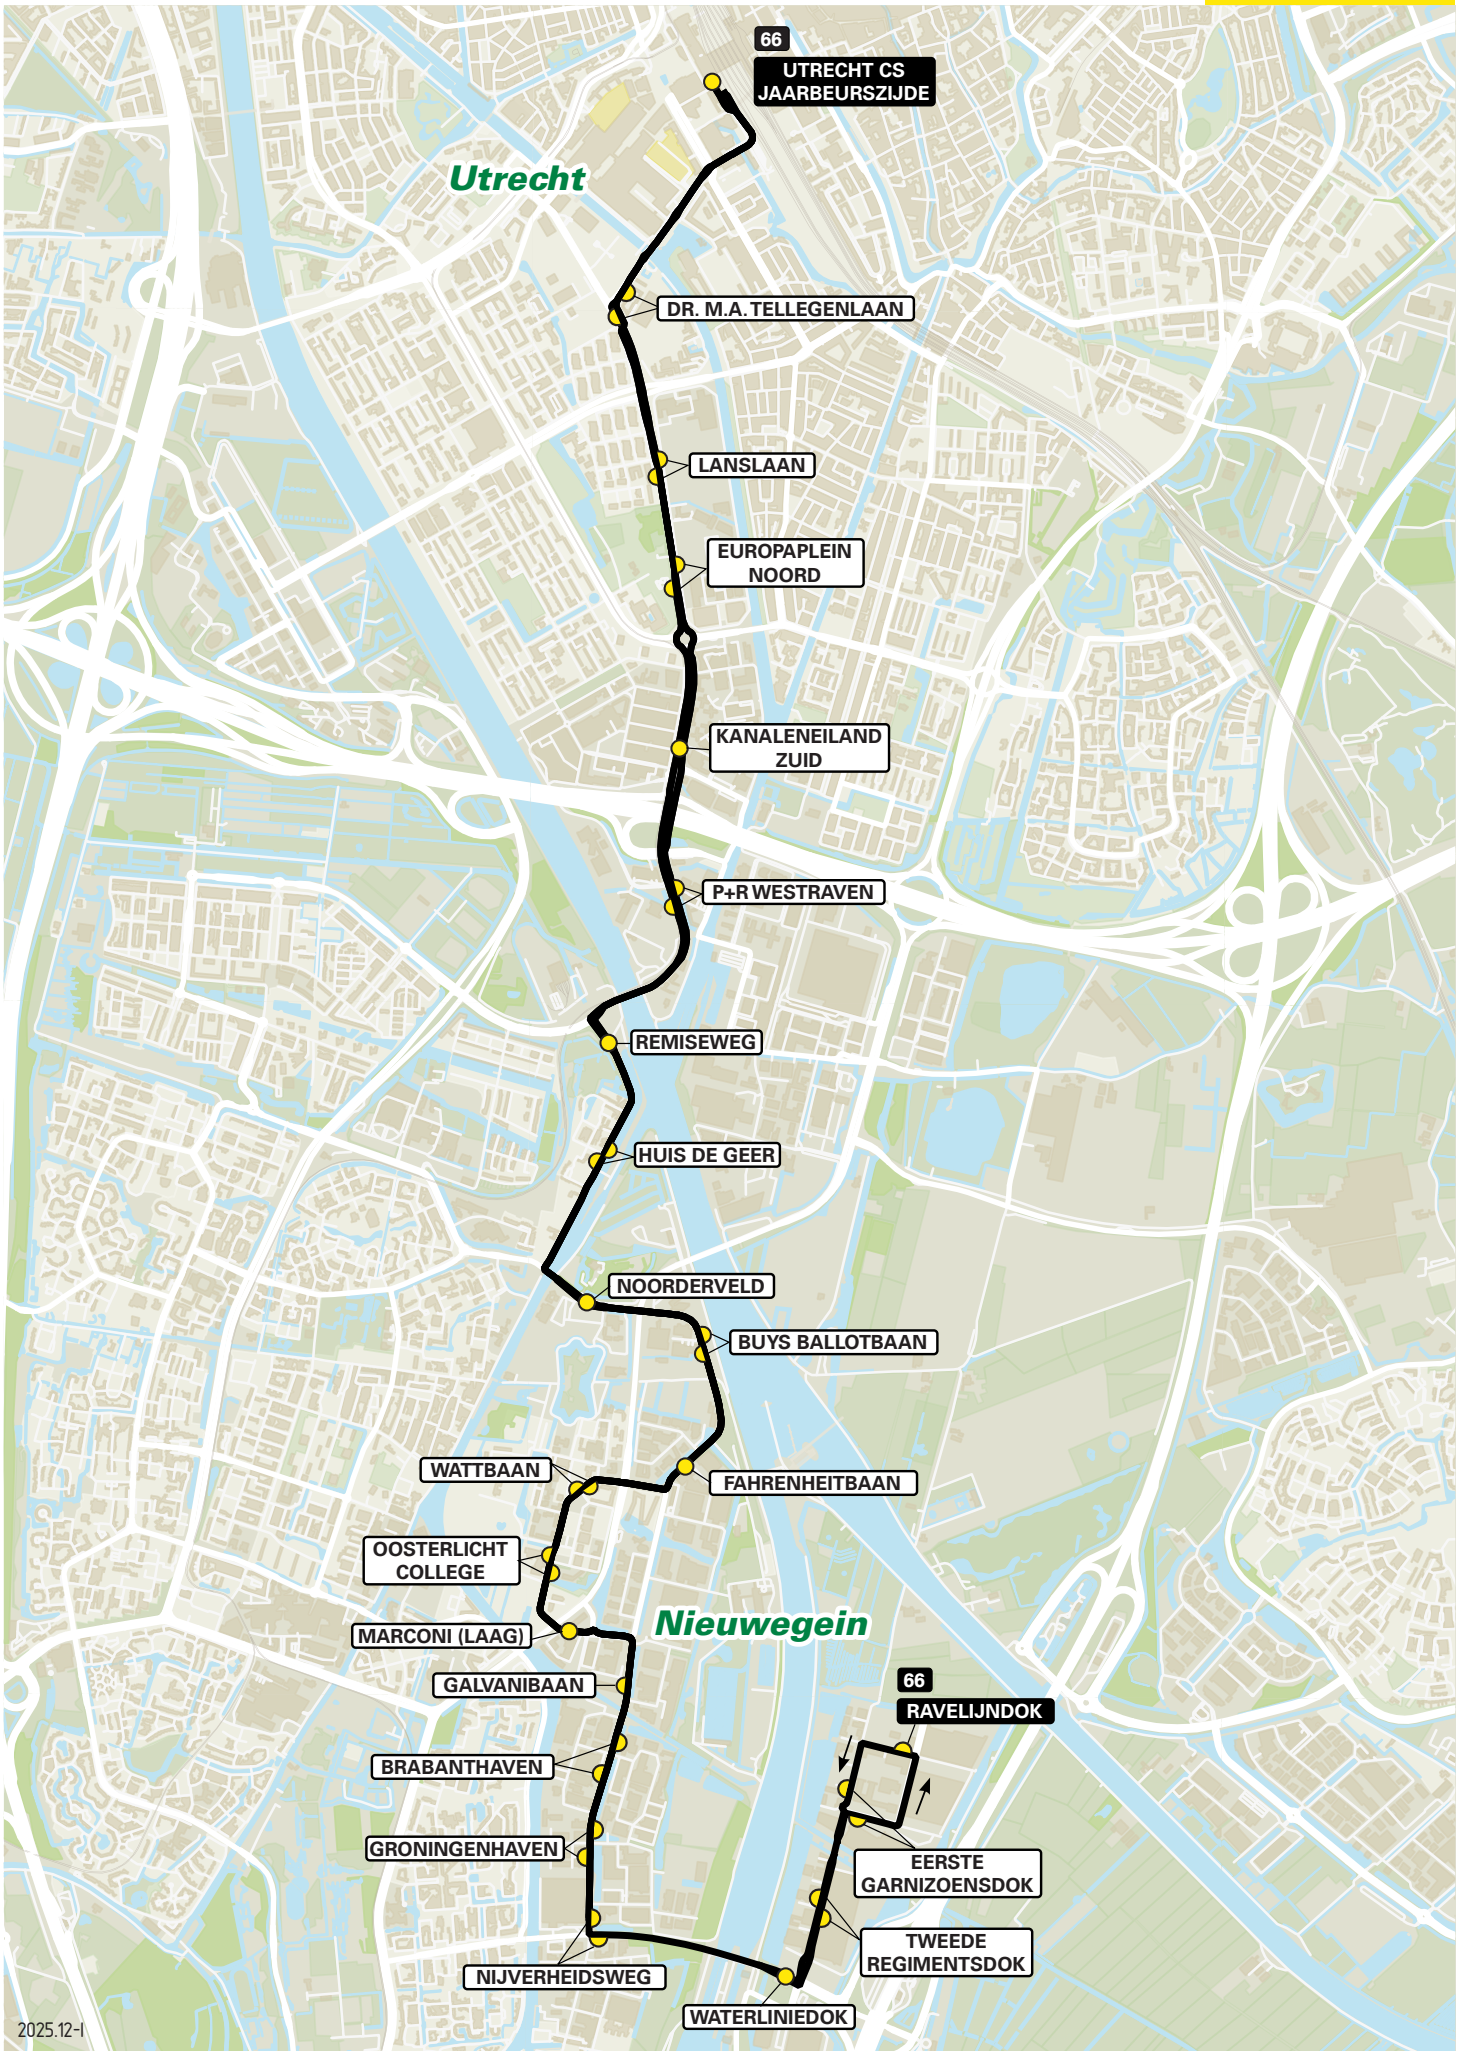 66
UTRECHT CS
JAARBEURSZIJDE
Utrecht
DR. M.A. TELLEGENLAAN
LANSLAAN
EUROPAPLEIN
NOORD
KANALENEILAND
ZUID
P+R WESTRAVEN
REMISEWEG
HUIS DE GEER
NOORDERVELD
BUYS BALLOTBAAN
WATTBAAN
FAHRENHEITBAAN
OOSTERLICHT
COLLEGE
Nieuwegein
MARCONI (LAAG)
GALVANIBAAN
66
RAVELIJNDOK
BRABANTHAVEN
GRONINGENHAVEN
EERSTE
GARNIZOENSDOK
TWEEDE
REGIMENTSDOK
NIJVERHEIDSWEG
WATERLINIEDOK
2025.12-I